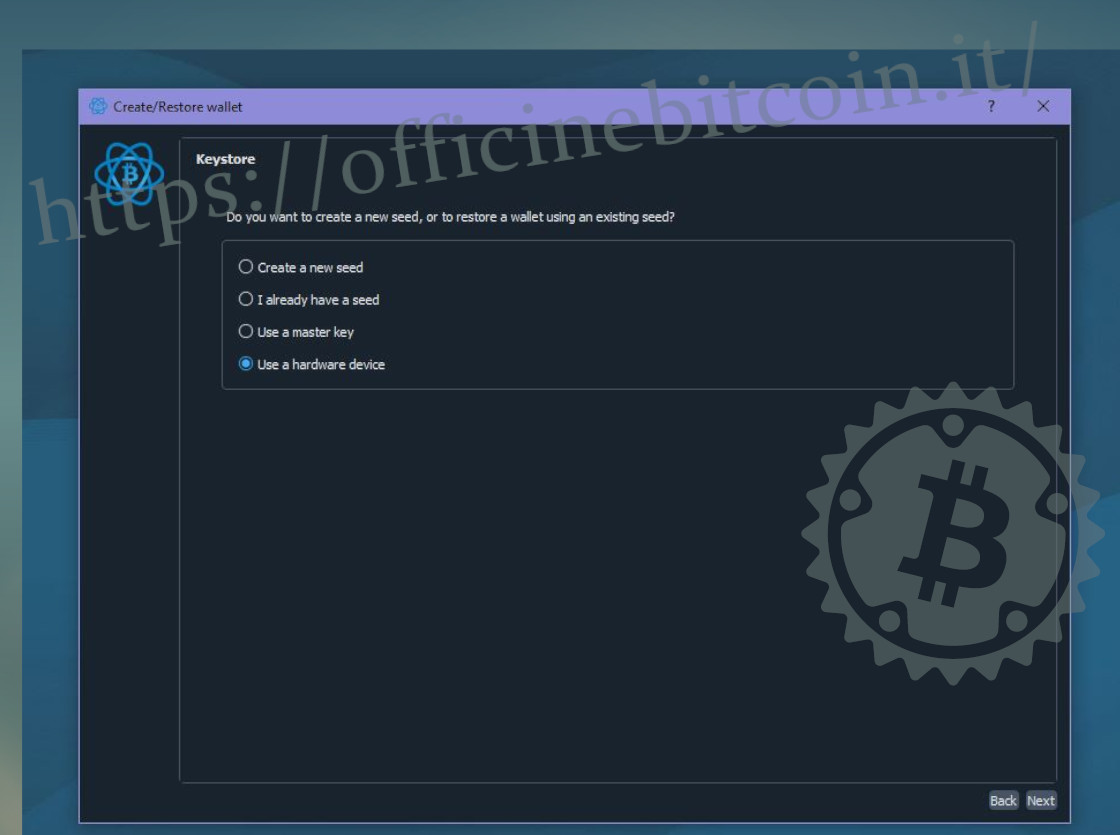 https://officinebitcoin.it/
Create/Restore wallet
Keystore
Do you want to create a new seed, or to restore a wallet using an existing seed?
Create a new seed
I already have a seed
Use a master key
Use a hardware device
Back Next